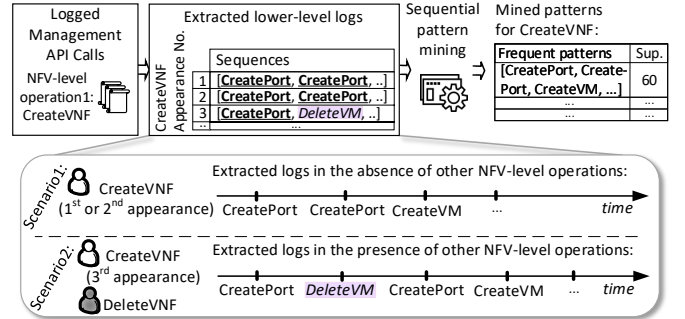 Logged
Management
API Calls
NFV-level
operation1:
CreateVNF
Extracted lower-level logs
CreateVNF
Appearance No.
Sequences
1 [CreatePort, CreatePort, ..]
2 [CreatePort, CreatePort, ..]
3 [CreatePort, DeleteVM, ..]
.. ...
Sequential
pattern
mining
Mined patterns
for CreateVNF:
Frequent patterns Sup.
[CreatePort, Create-
Port, CreateVM, ...] 60
... ...
... ...
Scenario1:
CreateVNF
(1st or 2nd appearance)
Extracted logs in the absence of other NFV-level operations:
CreatePort CreatePort CreateVM ... time
Scenario2:
CreateVNF
(3rd appearance)
DeleteVNF
Extracted logs in the presence of other NFV-level operations:
CreatePort DeleteVM CreatePort CreateVM ... time